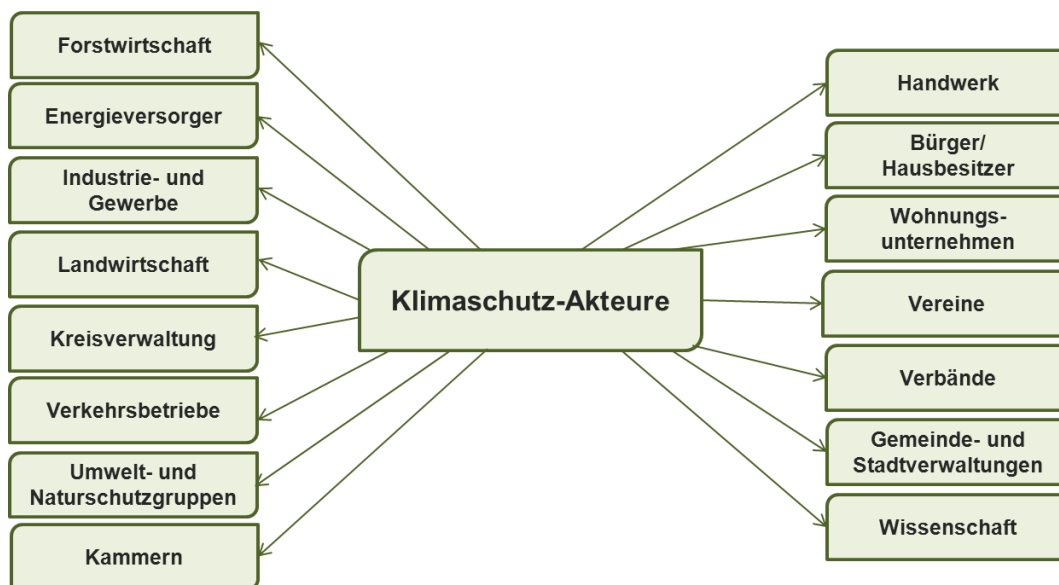 Forstwirtschaft
Energieversorger
Industrie- und
Gewerbe
Landwirtschaft
Kreisverwaltung
Verkehrsbetriebe
Umwelt- und
Naturschutzgruppen
Kammern
Klimaschutz-Akteure
Handwerk
Bürger/
Hausbesitzer
Wohnungs-
unternehmen
Vereine
Verbände
Gemeinde- und
Stadtverwaltungen
Wissenschaft